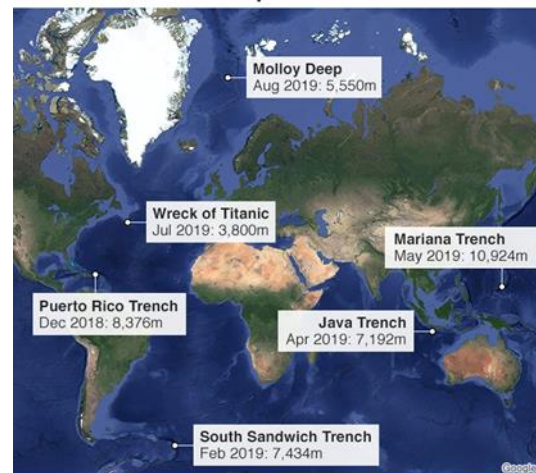 Molloy Deep
Aug 2019: 5,550m
Wreck of Titanic
Jul 2019: 3,800m
Mariana Trench
May 2019: 10,924m
Puerto Rico Trench
Dec 2018: 8,376m
Java Trench
Apr 2019: 7,192m
South Sandwich Trench
Feb 2019: 7,434m
Google